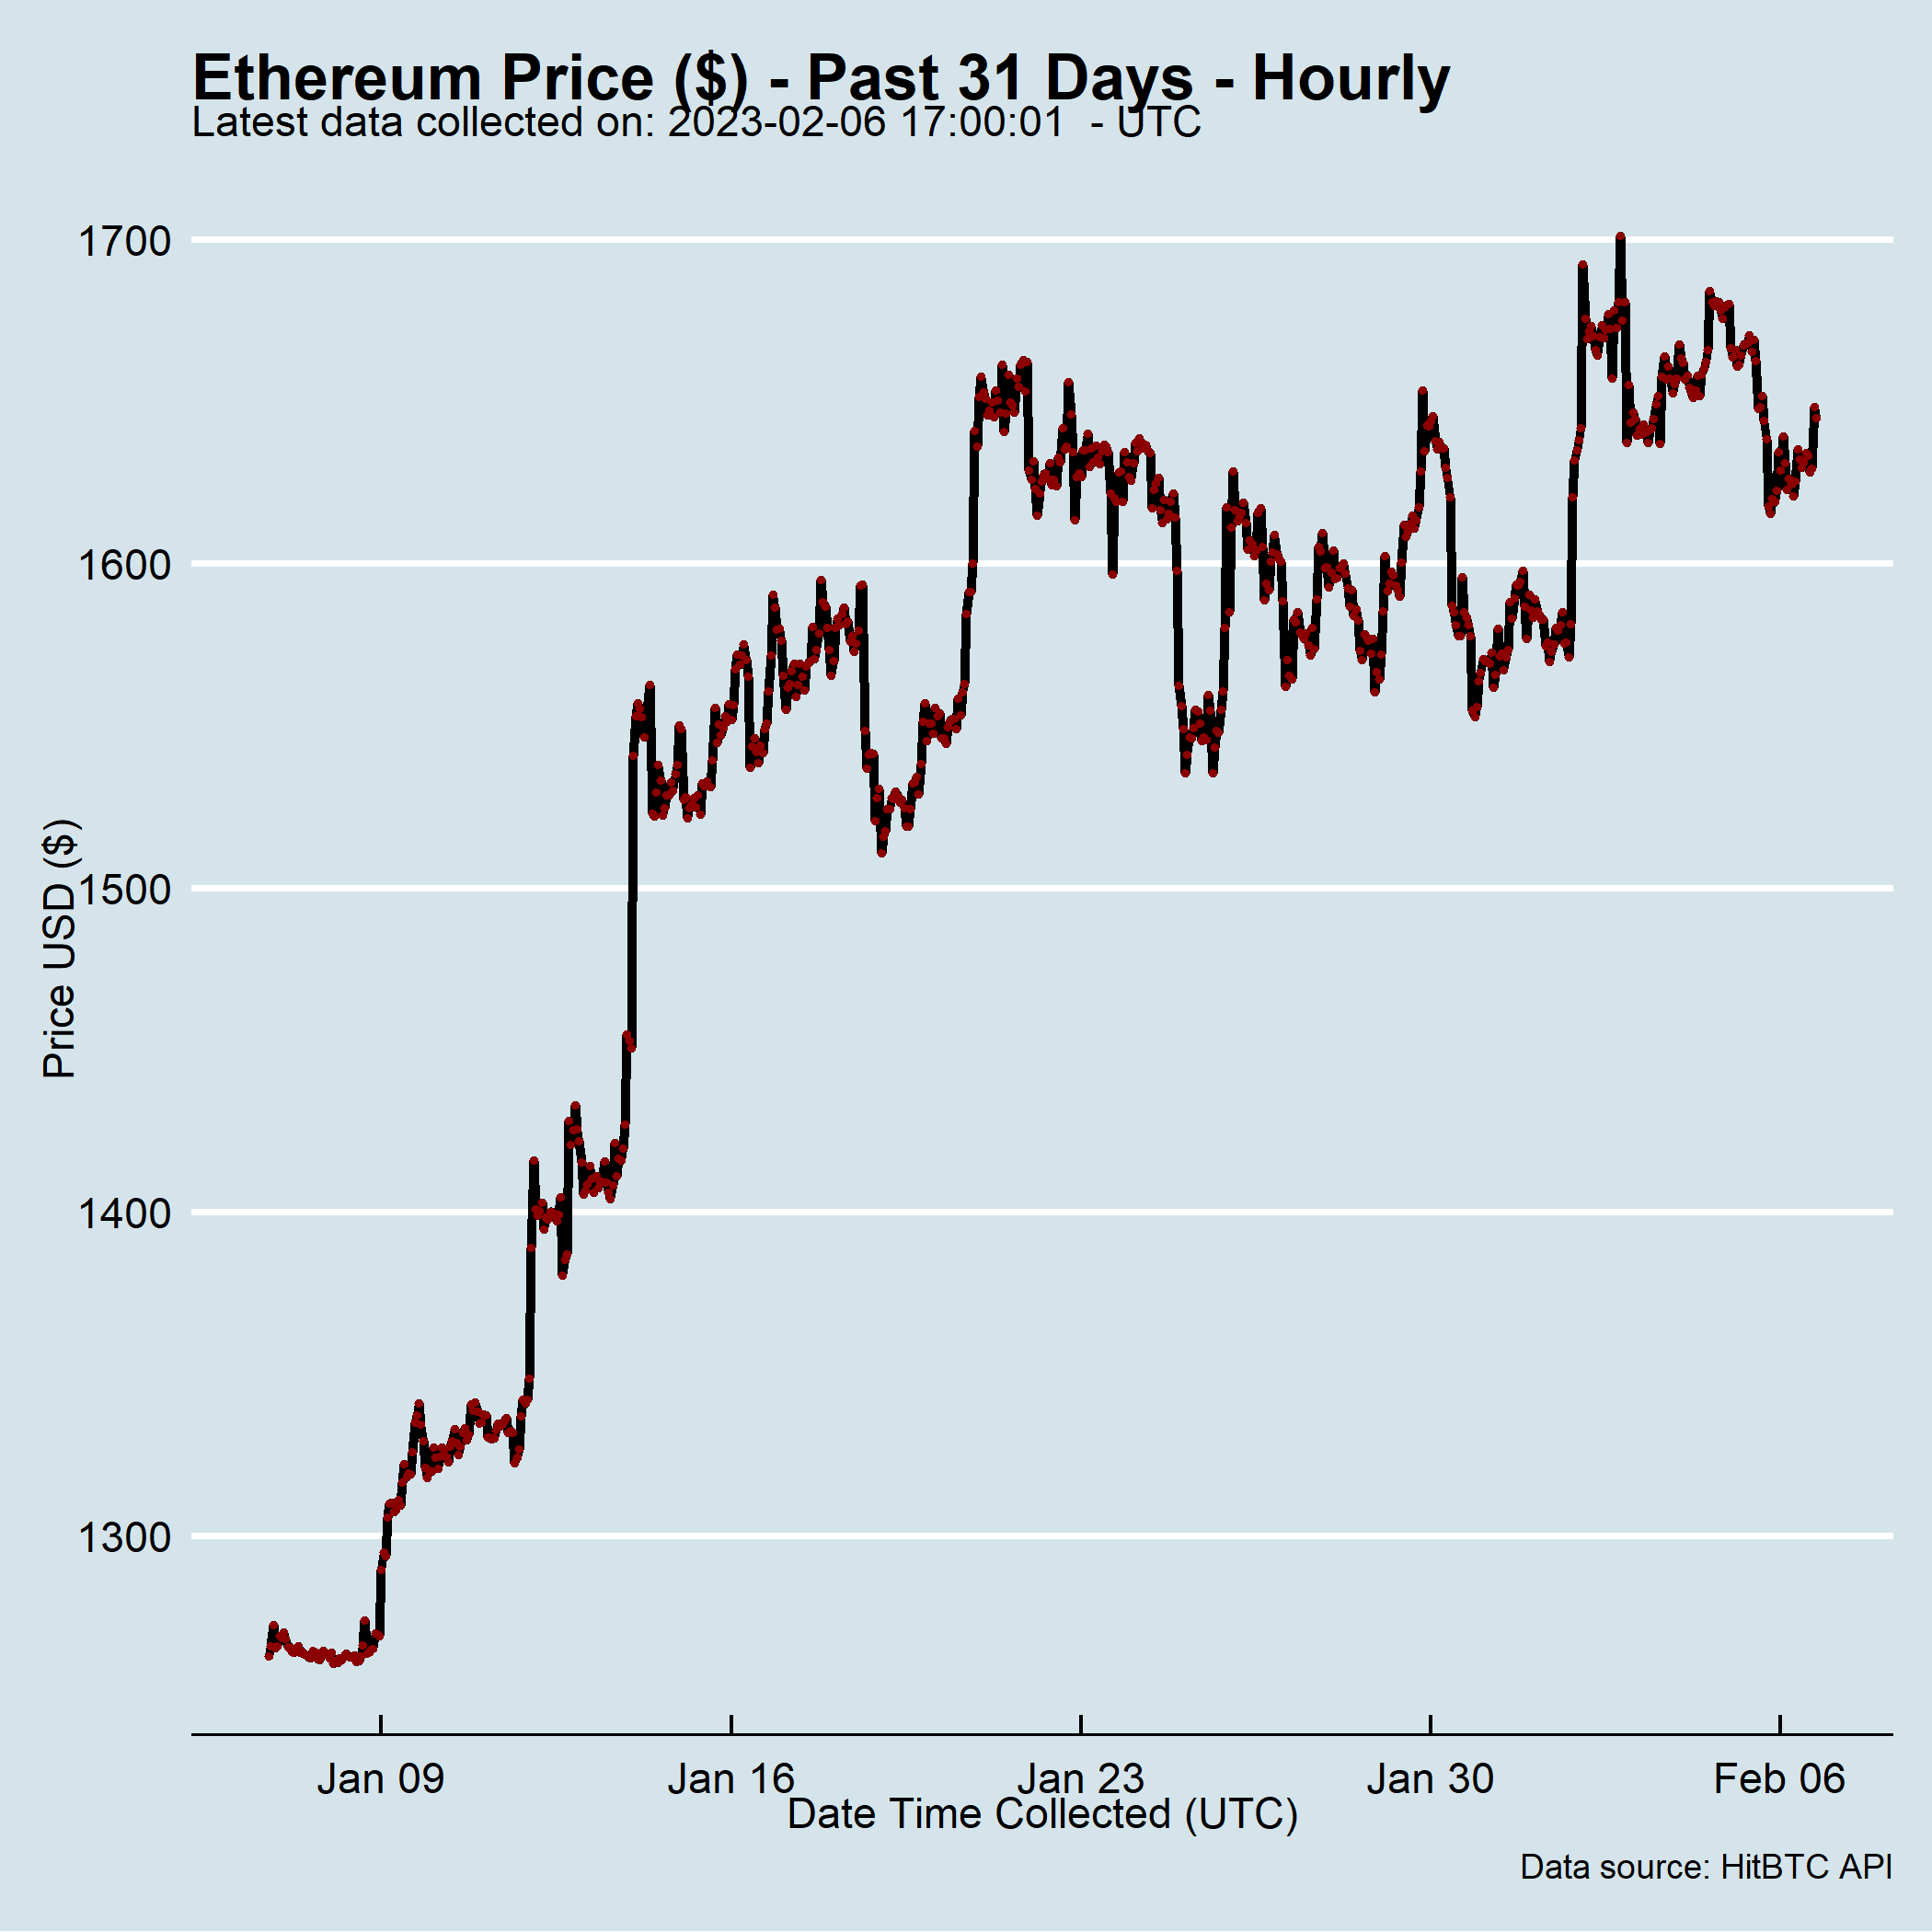 Ethereum Price ($) - Past 31 Days - Hourly
Latest data collected on: 2023-02-06 17:00:01  - UTC
1700
1600
1500
1400
1300
Price USD ($)
Jan 09
Jan 16
Jan 23
Jan 30
Feb 06
Date Time Collected (UTC)
Data source: HitBTC API